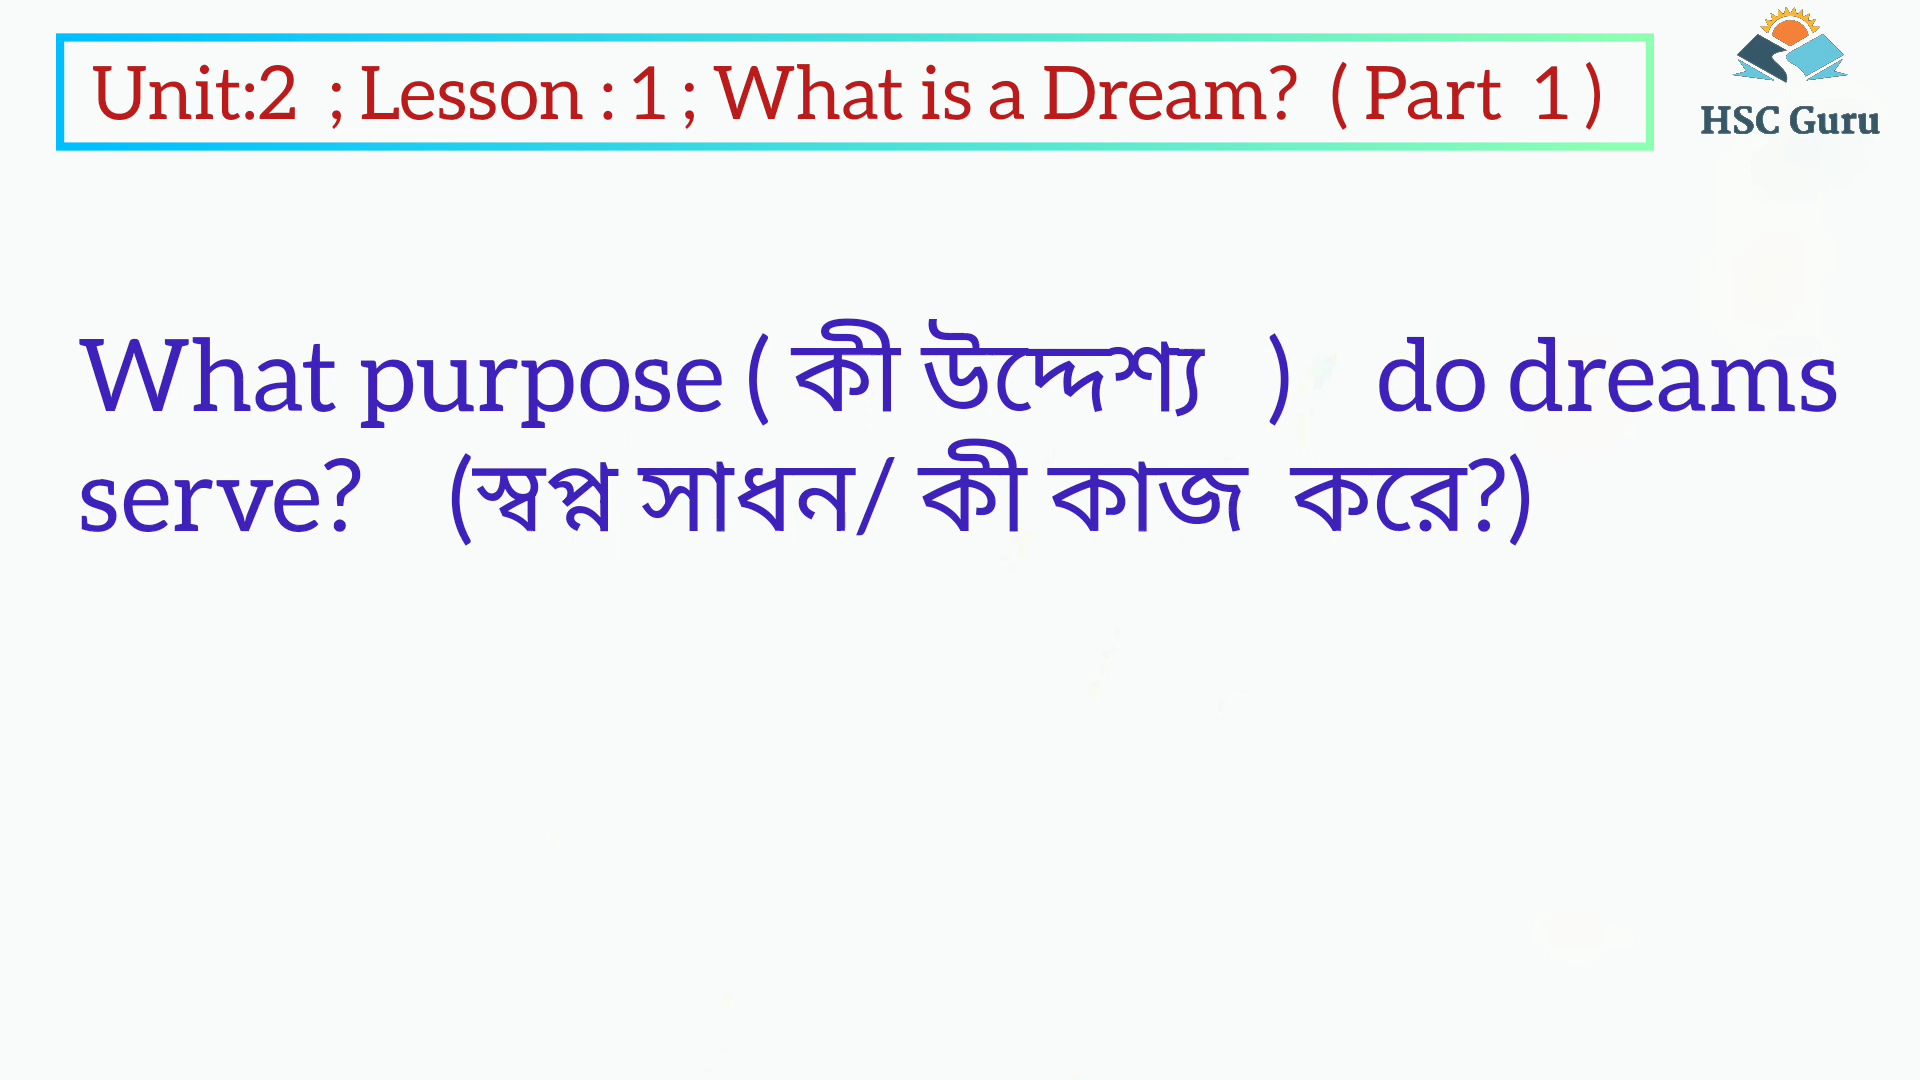 Unit:2 ; Lesson : 1 ; What is a Dream? ( Part 1 )
HSC Guru
What purpose ( কী উদ্দেশ্য ) do dreams
serve? (স্বপ্ন সাধন/ কী কাজ করে?)